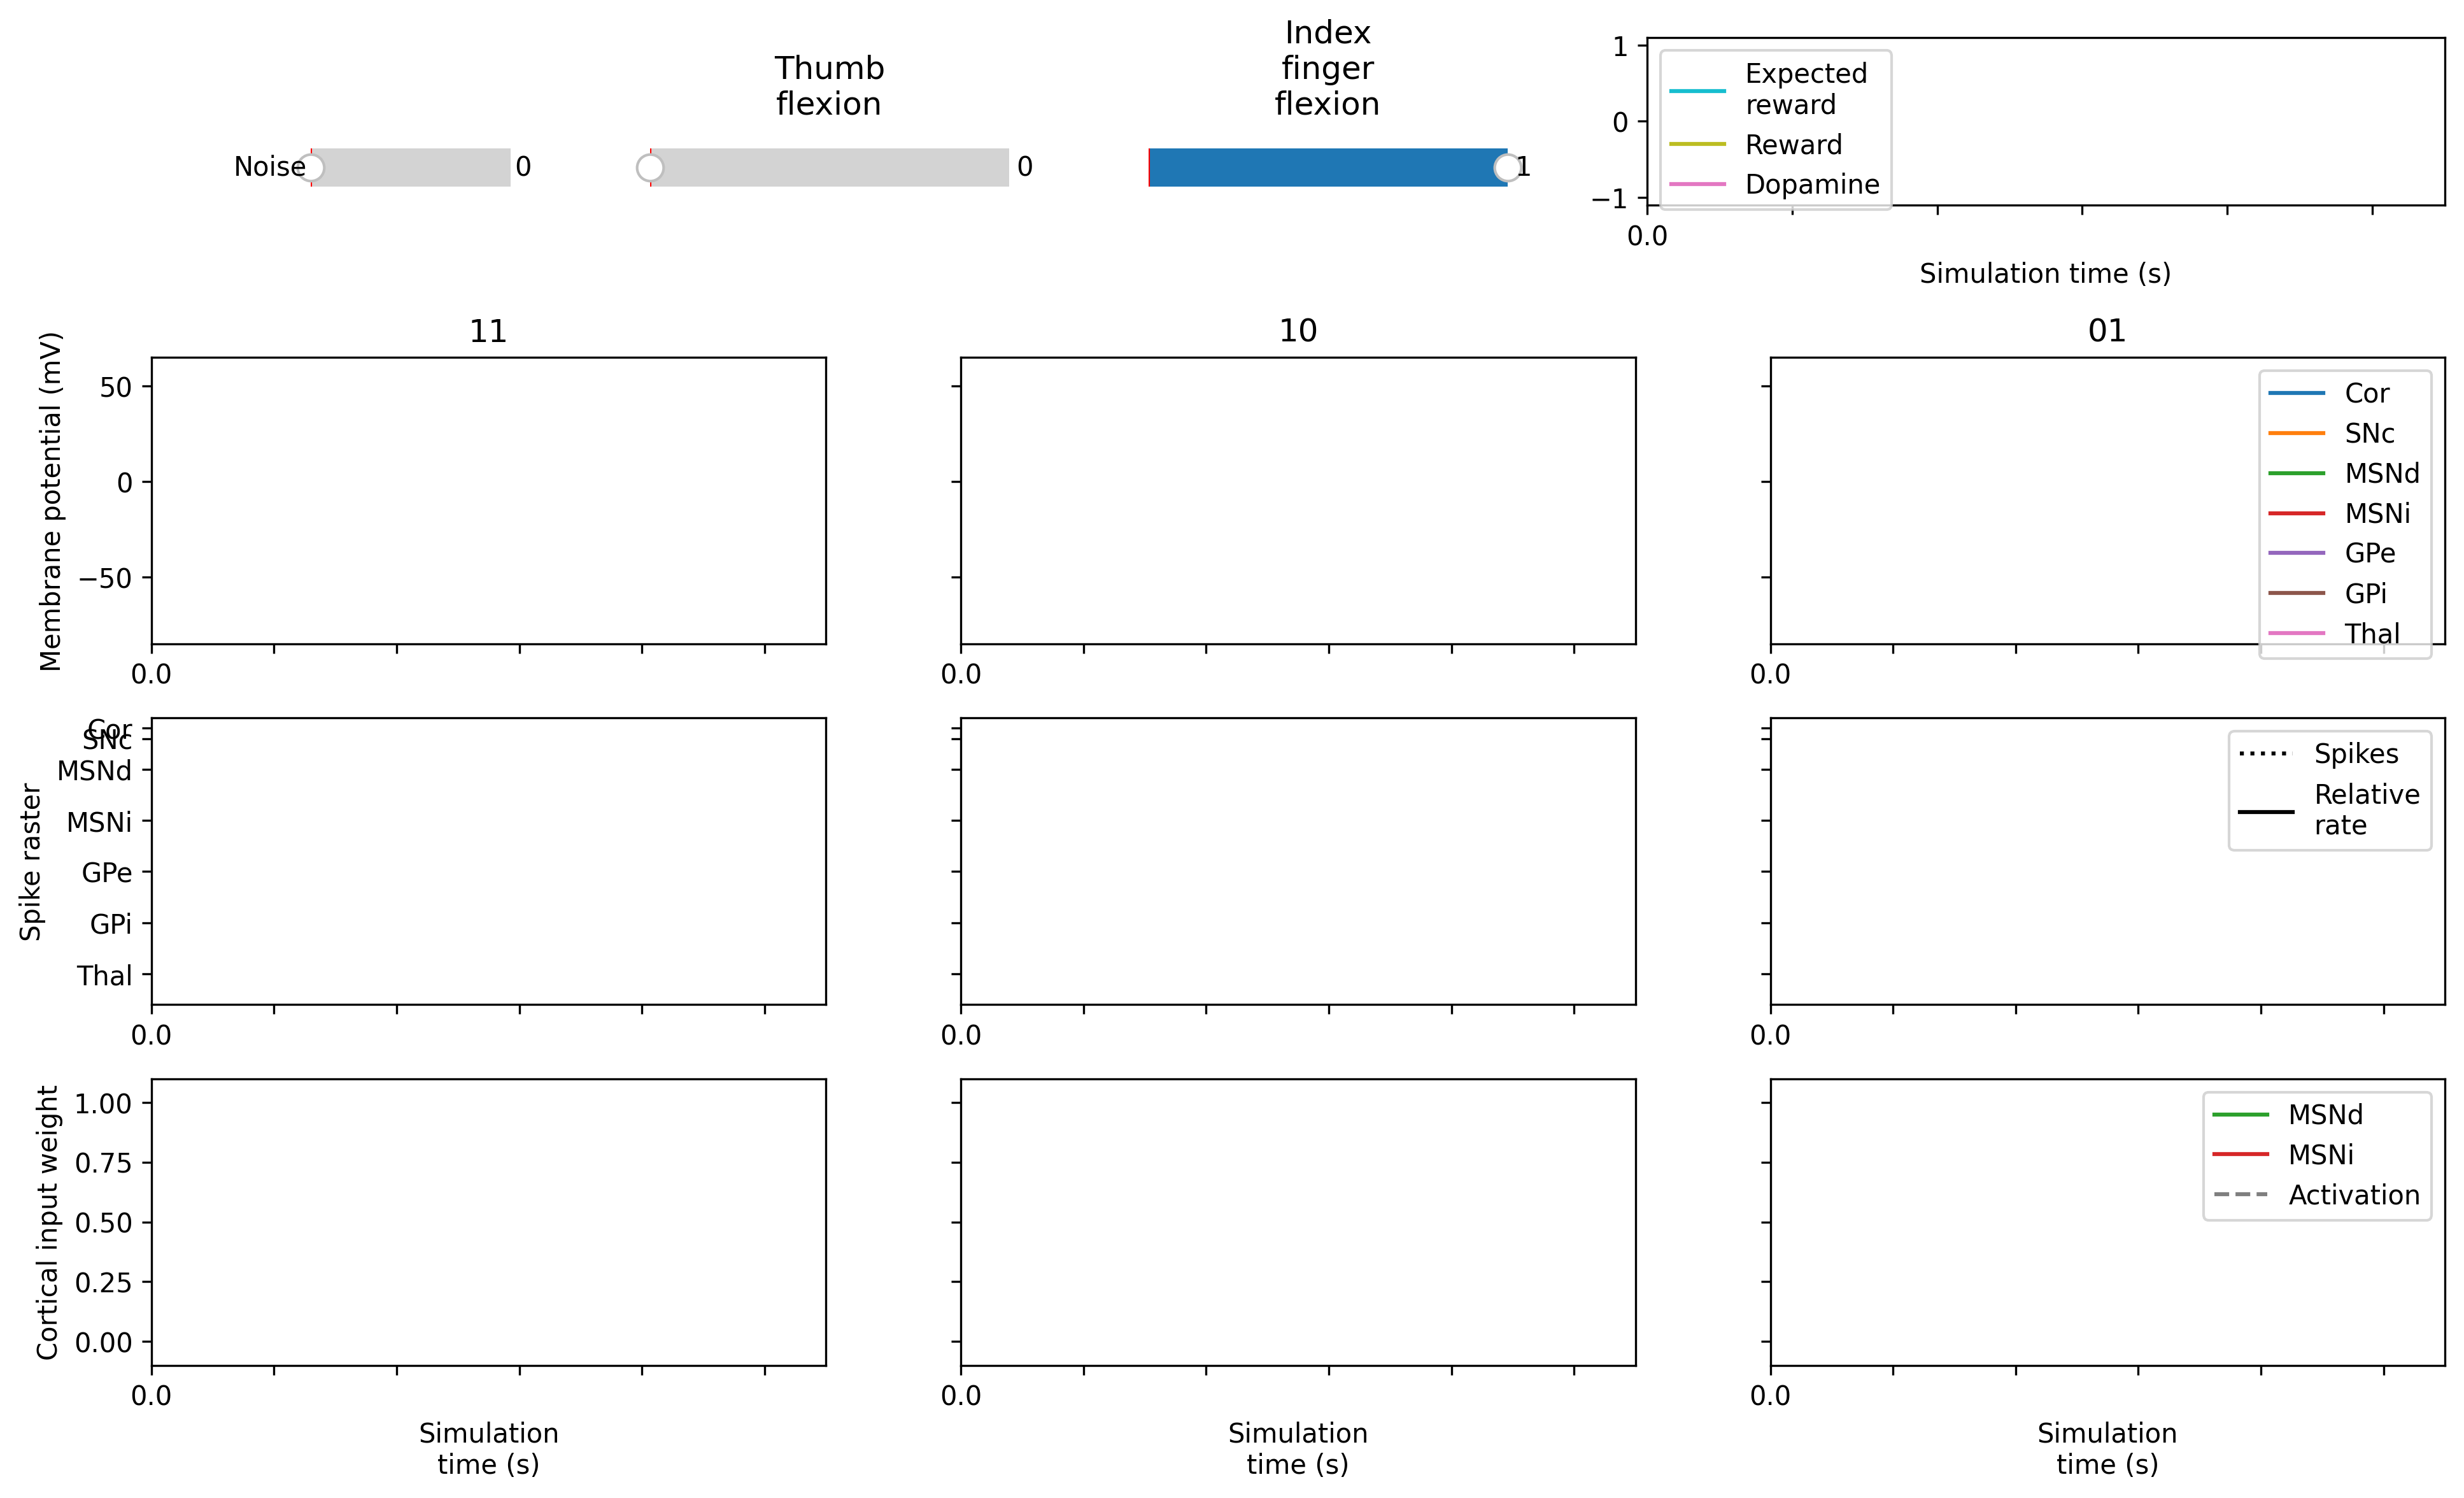 Noise
0
Thumb
flexion
0
Index
finger
flexion
1
1
0
−1
Expected
reward
Reward
Dopamine
0.0
Simulation time (s)
11
10
01
Membrane potential (mV)
50
0
−50
0.0
0.0
0.0
Cor
SNc
MSNd
MSNi
GPe
GPi
Thal
Spike raster
Cor
SNc
MSNd
MSNi
GPe
GPi
Thal
0.0
0.0
0.0
Spikes
Relative
rate
Cortical input weight
1.00
0.75
0.50
0.25
0.00
0.0
0.0
0.0
MSNd
MSNi
Activation
Simulation
time (s)
Simulation
time (s)
Simulation
time (s)